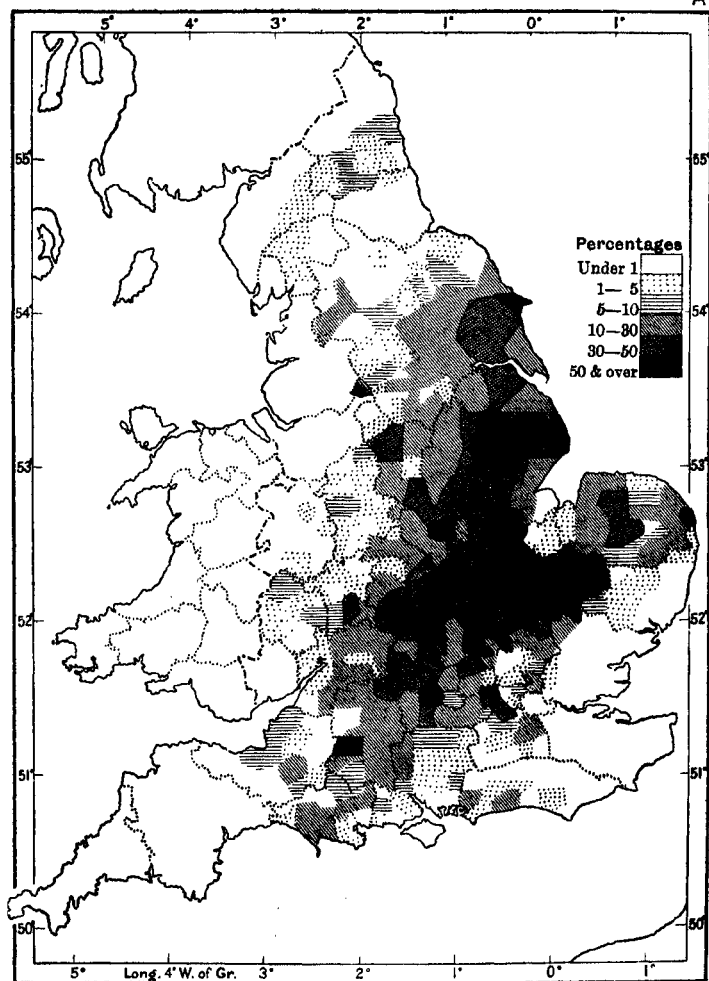 A
5° 4° 3° 2° 1° 0° 1°
55° 55°
Percentages
Under 1
1— 5
5—10
10—30
30—50
50 & over
54° 54°
53° 53°
52° 52°
51° 51°
50° 50°
5° Long. 4° W. of Gr. 3° 2° 1° 0° 1°